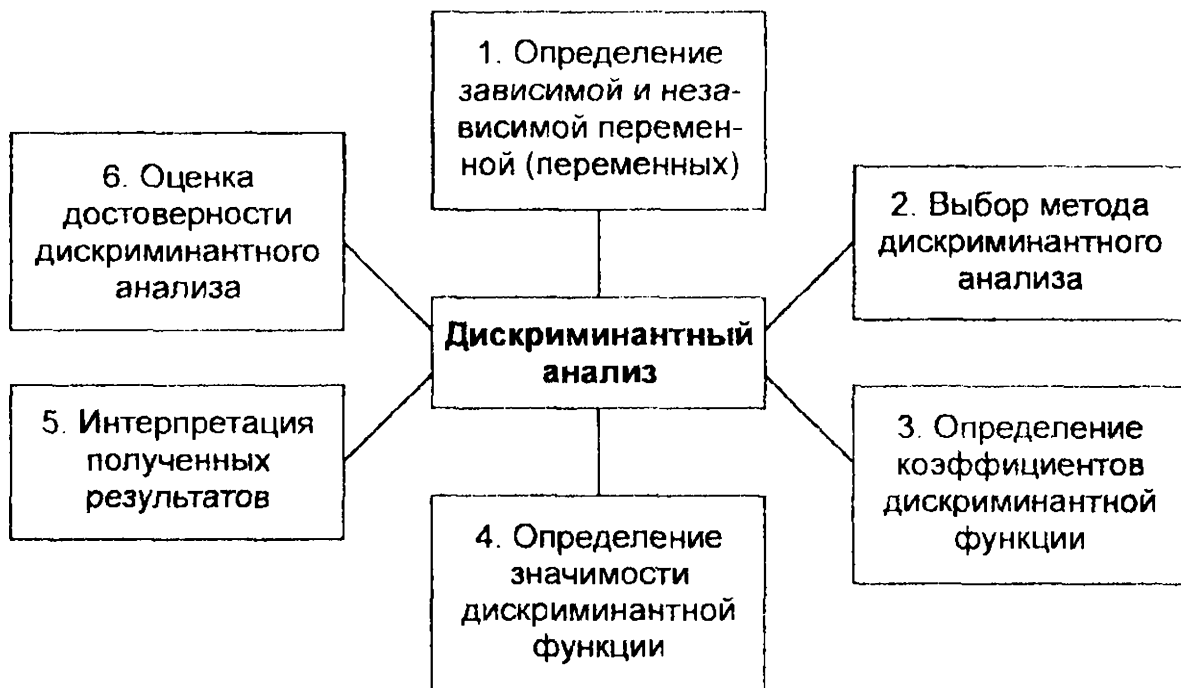 1. Определение
зависимой и неза-
висимой перемен-
ной (переменных)
6. Оценка
достоверности
дискриминантного
анализа
2. Выбор метода
дискриминантного
анализа
Дискриминантный
анализ
5. Интерпретация
полученных
результатов
3. Определение
коэффициентов
дискриминантной
функции
4. Определение
значимости
дискриминантной
функции